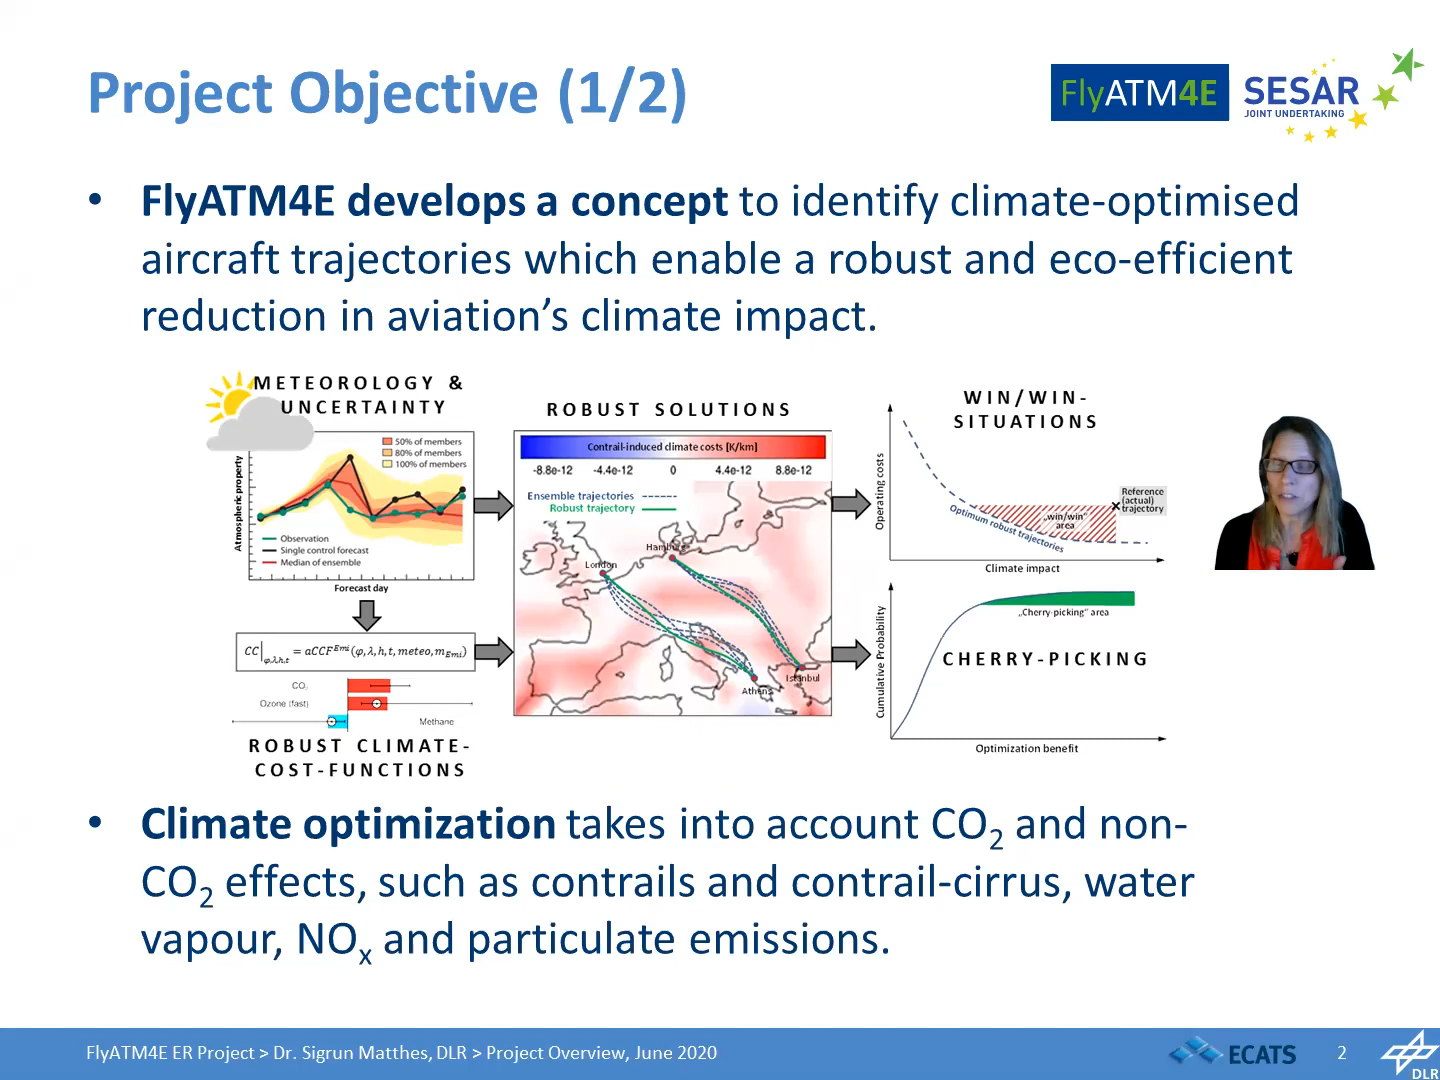 Project Objective (1/2)
FlyATM4E
SESAR
JOINT UNDERTAKING
• FlyATM4E develops a concept to identify climate-optimised
aircraft trajectories which enable a robust and eco-efficient
reduction in aviation’s climate impact.
METEOROLOGY &
UNCERTAINTY
50% of members
80% of members
100% of members
Atmospheric property
Observation
Single control forecast
Median of ensemble
Forecast day
CC|φ,λ,h,t = aCCF^Emi(φ, λ, h, t, meteo, m_Emi)
CO₂
Ozone (fast)
Methane
ROBUST CLIMATE-
COST-FUNCTIONS
ROBUST SOLUTIONS
Contrail-induced climate costs [K/km]
-8.8e-12 -4.4e-12 0 4.4e-12 8.8e-12
Ensemble trajectories
Robust trajectory
Hamburg
London
Istanbul
Athens
WIN/WIN-
SITUATIONS
Operating costs
Reference
(actual)
trajectory
„win/win“
area
Optimum robust trajectories
Climate impact
„Cherry-picking“ area
Cumulative Probability
CHERRY-PICKING
Optimization benefit
• Climate optimization takes into account CO₂ and non-
CO₂ effects, such as contrails and contrail-cirrus, water
vapour, NOₓ and particulate emissions.
FlyATM4E ER Project > Dr. Sigrun Matthes, DLR > Project Overview, June 2020
ECATS
2
DLR